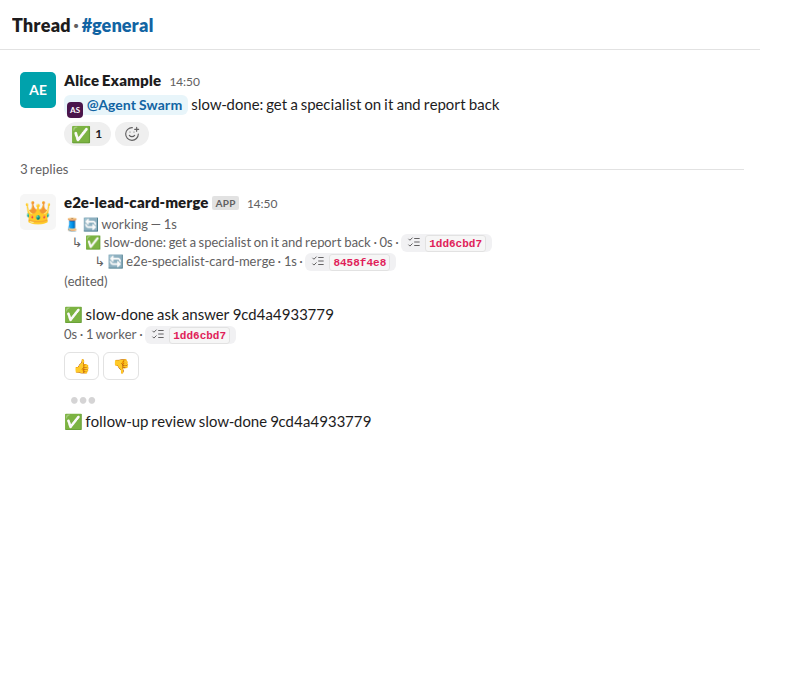 Thread • #general
AE
Alice Example 14:50
AS @Agent Swarm slow-done: get a specialist on it and report back
✅ 1
3 replies
e2e-lead-card-merge APP 14:50
🧵 🔄 working — 1s
↳ ✅ slow-done: get a specialist on it and report back · 0s · 1dd6cbd7
↳ 🔄 e2e-specialist-card-merge · 1s · 8458f4e8
(edited)
✅ slow-done ask answer 9cd4a4933779
0s · 1 worker · 1dd6cbd7
👍 👎
✅ follow-up review slow-done 9cd4a4933779